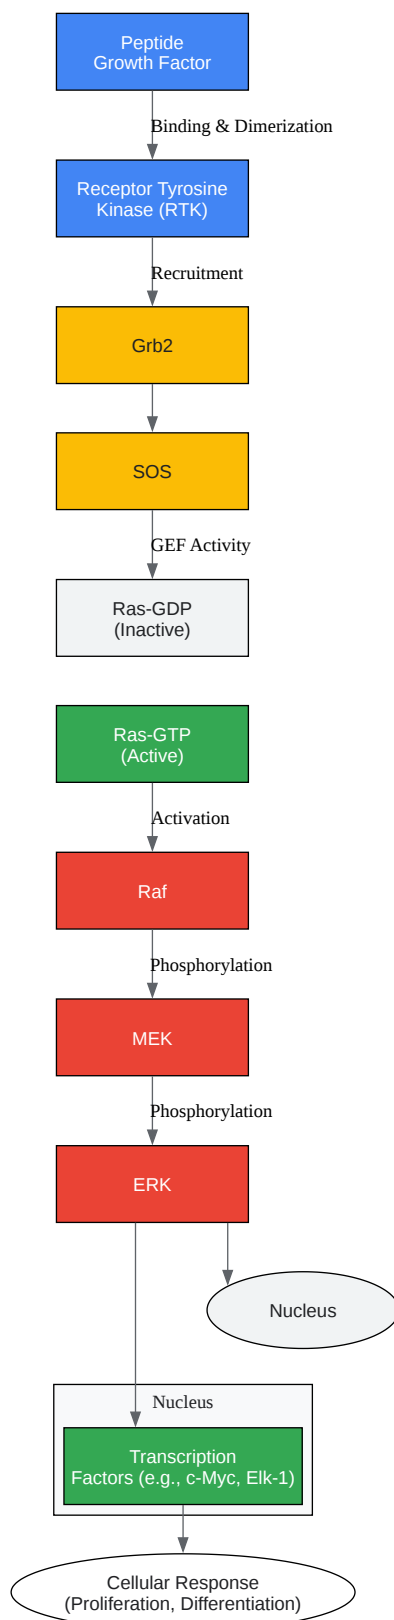 Peptide
Growth Factor
Binding & Dimerization
Receptor Tyrosine
Kinase (RTK)
Recruitment
Grb2
SOS
GEF Activity
Ras-GDP
(Inactive)
Ras-GTP
(Active)
Activation
Raf
Phosphorylation
MEK
Phosphorylation
ERK
Nucleus
Nucleus
Transcription
Factors (e.g., c-Myc, Elk-1)
Cellular Response
(Proliferation, Differentiation)